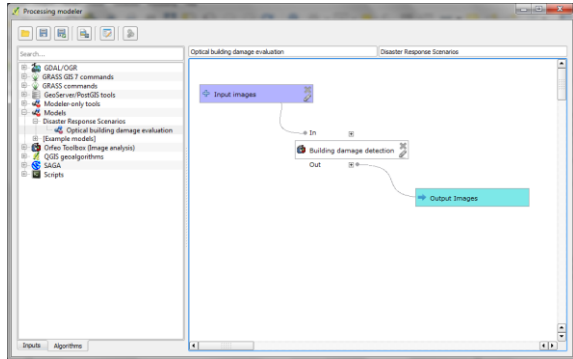 Processing modeler
Search...
Optical building damage evaluation
Disaster Response Scenarios
GDAL/OGR
GRASS GIS 7 commands
GRASS commands
GeoServer/PostGIS tools
Modeler-only tools
Models
Disaster Response Scenarios
Optical building damage evaluation
[Example models]
Orfeo Toolbox (Image analysis)
QGIS geoalgorithms
SAGA
Scripts
Input images
In
Building damage detection
Out
Output Images
Inputs
Algorithms